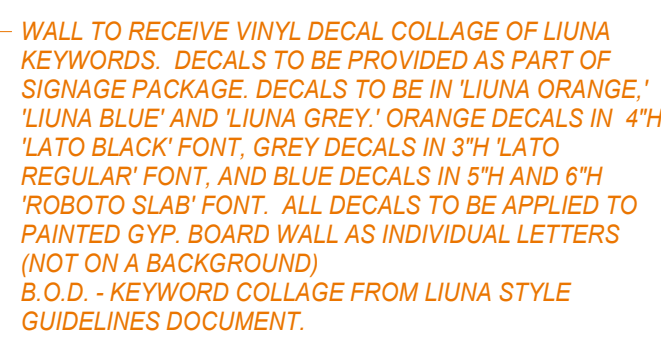 WALL TO RECEIVE VINYL DECAL COLLAGE OF LIUNA
KEYWORDS.  DECALS TO BE PROVIDED AS PART OF
SIGNAGE PACKAGE. DECALS TO BE IN 'LIUNA ORANGE,'
'LIUNA BLUE' AND 'LIUNA GREY.' ORANGE DECALS IN  4"H
'LATO BLACK' FONT, GREY DECALS IN 3"H 'LATO
REGULAR' FONT, AND BLUE DECALS IN 5"H AND 6"H
'ROBOTO SLAB' FONT.  ALL DECALS TO BE APPLIED TO
PAINTED GYP. BOARD WALL AS INDIVIDUAL LETTERS
(NOT ON A BACKGROUND)
B.O.D. - KEYWORD COLLAGE FROM LIUNA STYLE
GUIDELINES DOCUMENT.